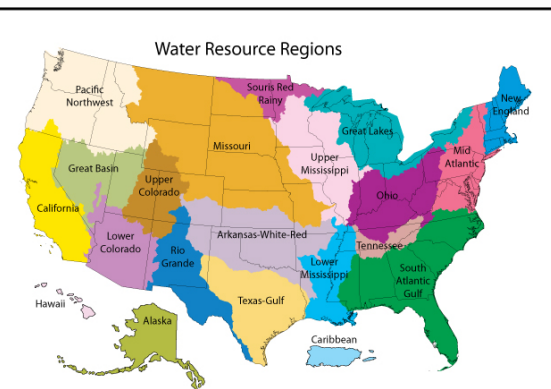 Water Resource Regions
Pacific
Northwest
Souris Red
Rainy
New
England
Great Lakes
Missouri
Mid
Atlantic
Upper
Mississippi
Great Basin
Upper
Colorado
Ohio
California
Lower
Colorado
Arkansas-White-Red
Tennessee
Rio
Grande
Lower
Mississippi
South
Atlantic
Gulf
Texas-Gulf
Hawaii
Alaska
Caribbean